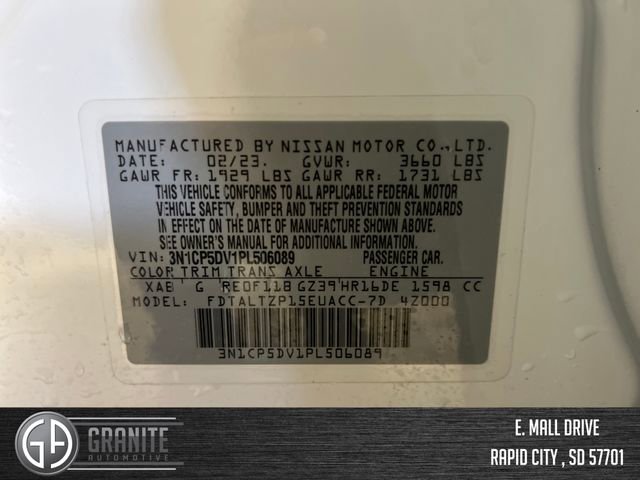 MANUFACTURED BY NISSAN MOTOR CO., LTD.
DATE: 02/23. GVWR: 3660 LBS
GAWR FR: 1929 LBS GAWR RR: 1731 LBS
THIS VEHICLE CONFORMS TO ALL APPLICABLE FEDERAL MOTOR
VEHICLE SAFETY, BUMPER AND THEFT PREVENTION STANDARDS
IN EFFECT ON THE DATE OF MANUFACTURE SHOWN ABOVE.
SEE OWNER'S MANUAL FOR ADDITIONAL INFORMATION.
VIN: 3N1CP5DV1PL506089 PASSENGER CAR.
COLOR TRIM TRANS AXLE ENGINE
XAB G RE0F11B GZ39 HR16DE 1598 CC
MODEL: FDTALTZP15EUACC-7D 4Z000
3N1CP5DV1PL506089
GA GRANITE
AUTOMOTIVE
E. MALL DRIVE
RAPID CITY , SD 57701